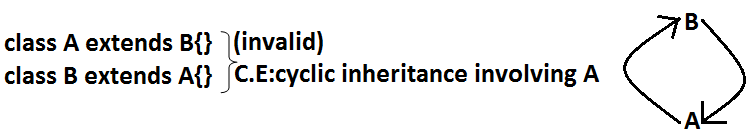 class A extends B{} (invalid)
class B extends A{} C.E:cyclic inheritance involving A
B
A